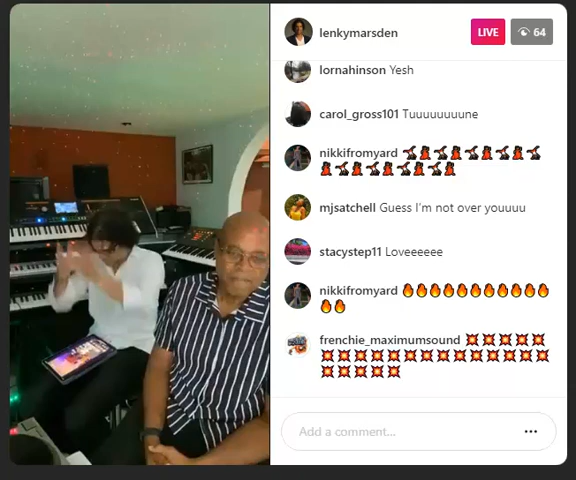 lenkymarsden
LIVE
64
lornahinson Yesh
carol_gross101 Tuuuuuuuune
nikkifromyard
mjsatchell Guess I'm not over youuuu
stacystep11 Loveeeeee
nikkifromyard 🔥🔥🔥🔥🔥🔥🔥🔥🔥🔥🔥
🔥🔥
frenchie_maximumsound 💥💥💥💥💥
💥💥💥💥💥💥💥💥💥💥💥💥💥💥
💥💥💥💥💥
Add a comment...